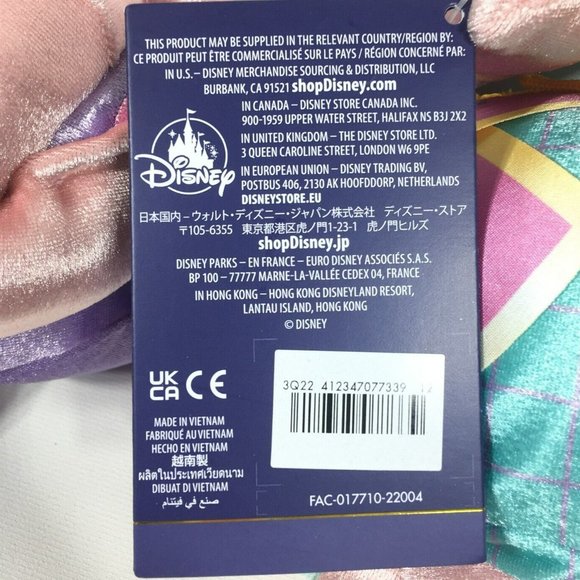 THIS PRODUCT MAY BE SUPPLIED IN THE RELEVANT COUNTRY/REGION BY:
CE PRODUIT PEUT ÊTRE COMMERCIALISÉ SUR LE PAYS / RÉGION CONCERNÉ PAR:
IN U.S. – DISNEY MERCHANDISE SOURCING & DISTRIBUTION, LLC
BURBANK, CA 91521 shopDisney.com
IN CANADA – DISNEY STORE CANADA INC.
900-1959 UPPER WATER STREET, HALIFAX NS B3J 2X2
IN UNITED KINGDOM – THE DISNEY STORE LTD.
3 QUEEN CAROLINE STREET, LONDON W6 9PE
IN EUROPEAN UNION – DISNEY TRADING BV,
POSTBUS 406, 2130 AK HOOFDDORP, NETHERLANDS
DISNEYSTORE.EU
DISNEY
日本国内 – ウォルト・ディズニー・ジャパン株式会社 ディズニー・ストア
〒105-6355 東京都港区虎ノ門1-23-1 虎ノ門ヒルズ
shopDisney.jp
DISNEY PARKS – EN FRANCE – EURO DISNEY ASSOCIÉS S.A.S.
BP 100 – 77777 MARNE-LA-VALLÉE CEDEX 04, FRANCE
IN HONG KONG – HONG KONG DISNEYLAND RESORT,
LANTAU ISLAND, HONG KONG
© DISNEY
UK
CA CE
3Q22 412347077339
MADE IN VIETNAM
FABRIQUÉ AU VIETNAM
HECHO EN VIETNAM
越南製
ผลิตในประเทศเวียดนาม
DIBUAT DI VIETNAM
صنع في فيتنام
FAC-017710-22004